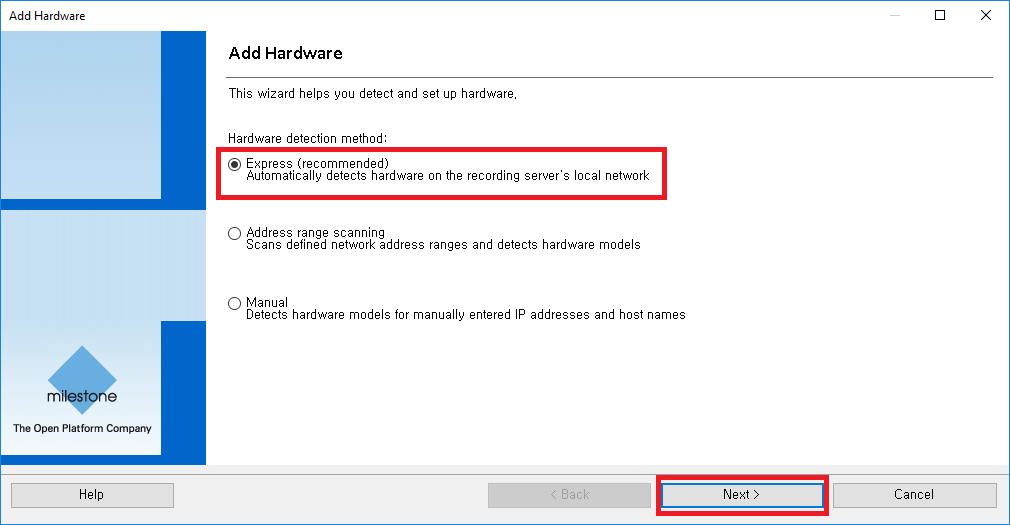 Add Hardware
Add Hardware
This wizard helps you detect and set up hardware.
Hardware detection method:
Express (recommended)
Automatically detects hardware on the recording server's local network
Address range scanning
Scans defined network address ranges and detects hardware models
Manual
Detects hardware models for manually entered IP addresses and host names
milestone
The Open Platform Company
Help
< Back
Next >
Cancel